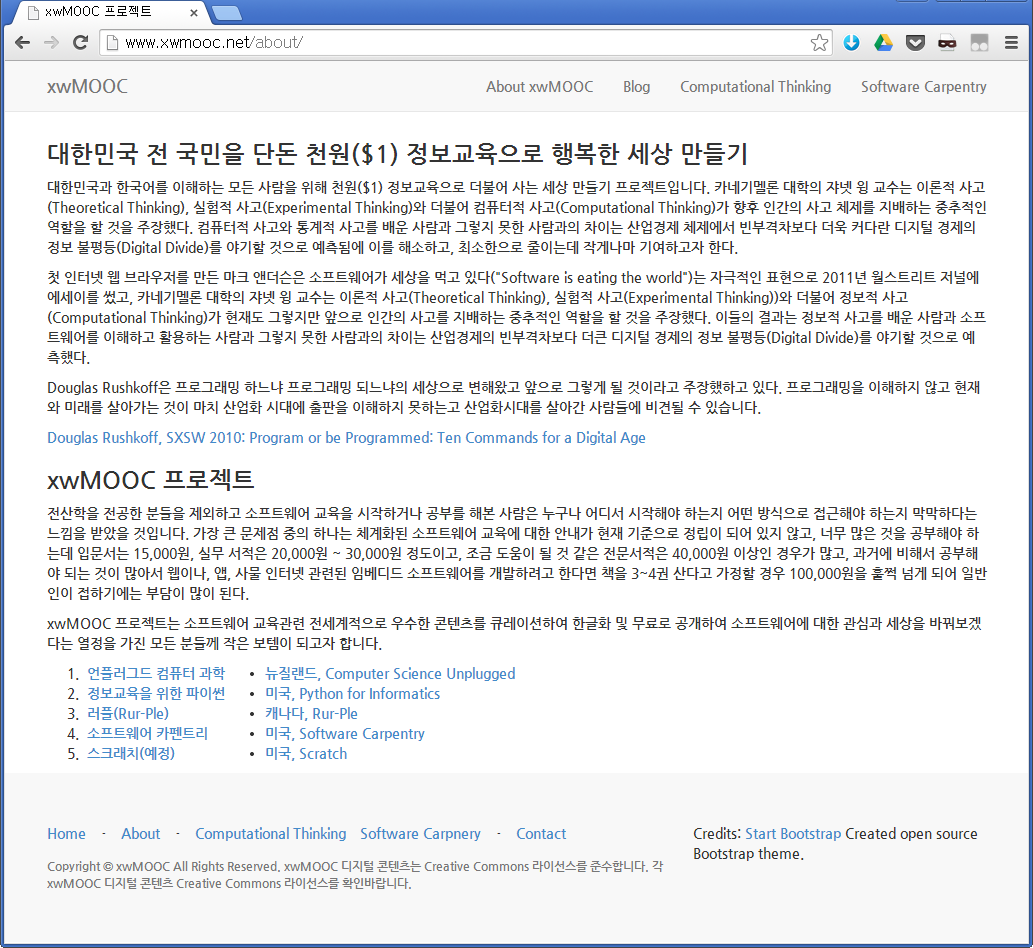 xwMOOC 프로젝트
www.xwmooc.net/about/
xwMOOC
About xwMOOC Blog Computational Thinking Software Carpentry
대한민국 전 국민을 단돈 천원($1) 정보교육으로 행복한 세상 만들기
대한민국과 한국어를 이해하는 모든 사람을 위해 천원($1) 정보교육으로 더불어 사는 세상 만들기 프로젝트입니다. 카네기멜론 대학의 쟈넷 윙 교수는 이론적 사고
(Theoretical Thinking), 실험적 사고(Experimental Thinking)와 더불어 컴퓨터적 사고(Computational Thinking)가 향후 인간의 사고 체제를 지배하는 중추적인
역할을 할 것을 주장했다. 컴퓨터적 사고와 통계적 사고를 배운 사람과 그렇지 못한 사람과의 차이는 산업경제 체제에서 빈부격차보다 더욱 커다란 디지털 경제의
정보 불평등(Digital Divide)를 야기할 것으로 예측됨에 이를 해소하고, 최소한으로 줄이는데 작게나마 기여하고자 한다.
첫 인터넷 웹 브라우저를 만든 마크 앤더슨은 소프트웨어가 세상을 먹고 있다("Software is eating the world")는 자극적인 표현으로 2011년 월스트리트 저널에
에세이를 썼고, 카네기멜론 대학의 쟈넷 윙 교수는 이론적 사고(Theoretical Thinking), 실험적 사고(Experimental Thinking))와 더불어 정보적 사고
(Computational Thinking)가 현재도 그렇지만 앞으로 인간의 사고를 지배하는 중추적인 역할을 할 것을 주장했다. 이들의 결과는 정보적 사고를 배운 사람과 소프
트웨어를 이해하고 활용하는 사람과 그렇지 못한 사람과의 차이는 산업경제의 빈부격차보다 더큰 디지털 경제의 정보 불평등(Digital Divide)를 야기할 것으로 예
측했다.
Douglas Rushkoff은 프로그래밍 하느냐 프로그래밍 되느냐의 세상으로 변해왔고 앞으로 그렇게 될 것이라고 주장했하고 있다. 프로그래밍을 이해하지 않고 현재
와 미래를 살아가는 것이 마치 산업화 시대에 출판을 이해하지 못하는고 산업화시대를 살아간 사람들에 비견될 수 있습니다.
Douglas Rushkoff, SXSW 2010: Program or be Programmed: Ten Commands for a Digital Age
xwMOOC 프로젝트
전산학을 전공한 분들을 제외하고 소프트웨어 교육을 시작하거나 공부를 해본 사람은 누구나 어디서 시작해야 하는지 어떤 방식으로 접근해야 하는지 막막하다는
느낌을 받았을 것입니다. 가장 큰 문제점 중의 하나는 체계화된 소프트웨어 교육에 대한 안내가 현재 기준으로 정립이 되어 있지 않고, 너무 많은 것을 공부해야 하
는데 입문서는 15,000원, 실무 서적은 20,000원 ~ 30,000원 정도이고, 조금 도움이 될 것 같은 전문서적은 40,000원 이상인 경우가 많고, 과거에 비해서 공부해
야 되는 것이 많아서 웹이나, 앱, 사물 인터넷 관련된 임베디드 소프트웨어를 개발하려고 한다면 책을 3~4권 산다고 가정할 경우 100,000원을 훌쩍 넘게 되어 일반
인이 접하기에는 부담이 많이 된다.
xwMOOC 프로젝트는 소프트웨어 교육관련 전세계적으로 우수한 콘텐츠를 큐레이션하여 한글화 및 무료로 공개하여 소프트웨어에 대한 관심과 세상을 바꿔보겠
다는 열정을 가진 모든 분들께 작은 보템이 되고자 합니다.
1. 언플러그드 컴퓨터 과학 • 뉴질랜드, Computer Science Unplugged
2. 정보교육을 위한 파이썬 • 미국, Python for Informatics
3. 러플(Rur-Ple) • 캐나다, Rur-Ple
4. 소프트웨어 카펜트리 • 미국, Software Carpentry
5. 스크래치(예정) • 미국, Scratch
Home - About - Computational Thinking Software Carpnery - Contact
Credits: Start Bootstrap Created open source
Bootstrap theme.
Copyright © xwMOOC All Rights Reserved. xwMOOC 디지털 콘텐츠는 Creative Commons 라이선스를 준수합니다. 각
xwMOOC 디지털 콘텐츠 Creative Commons 라이선스를 확인바랍니다.